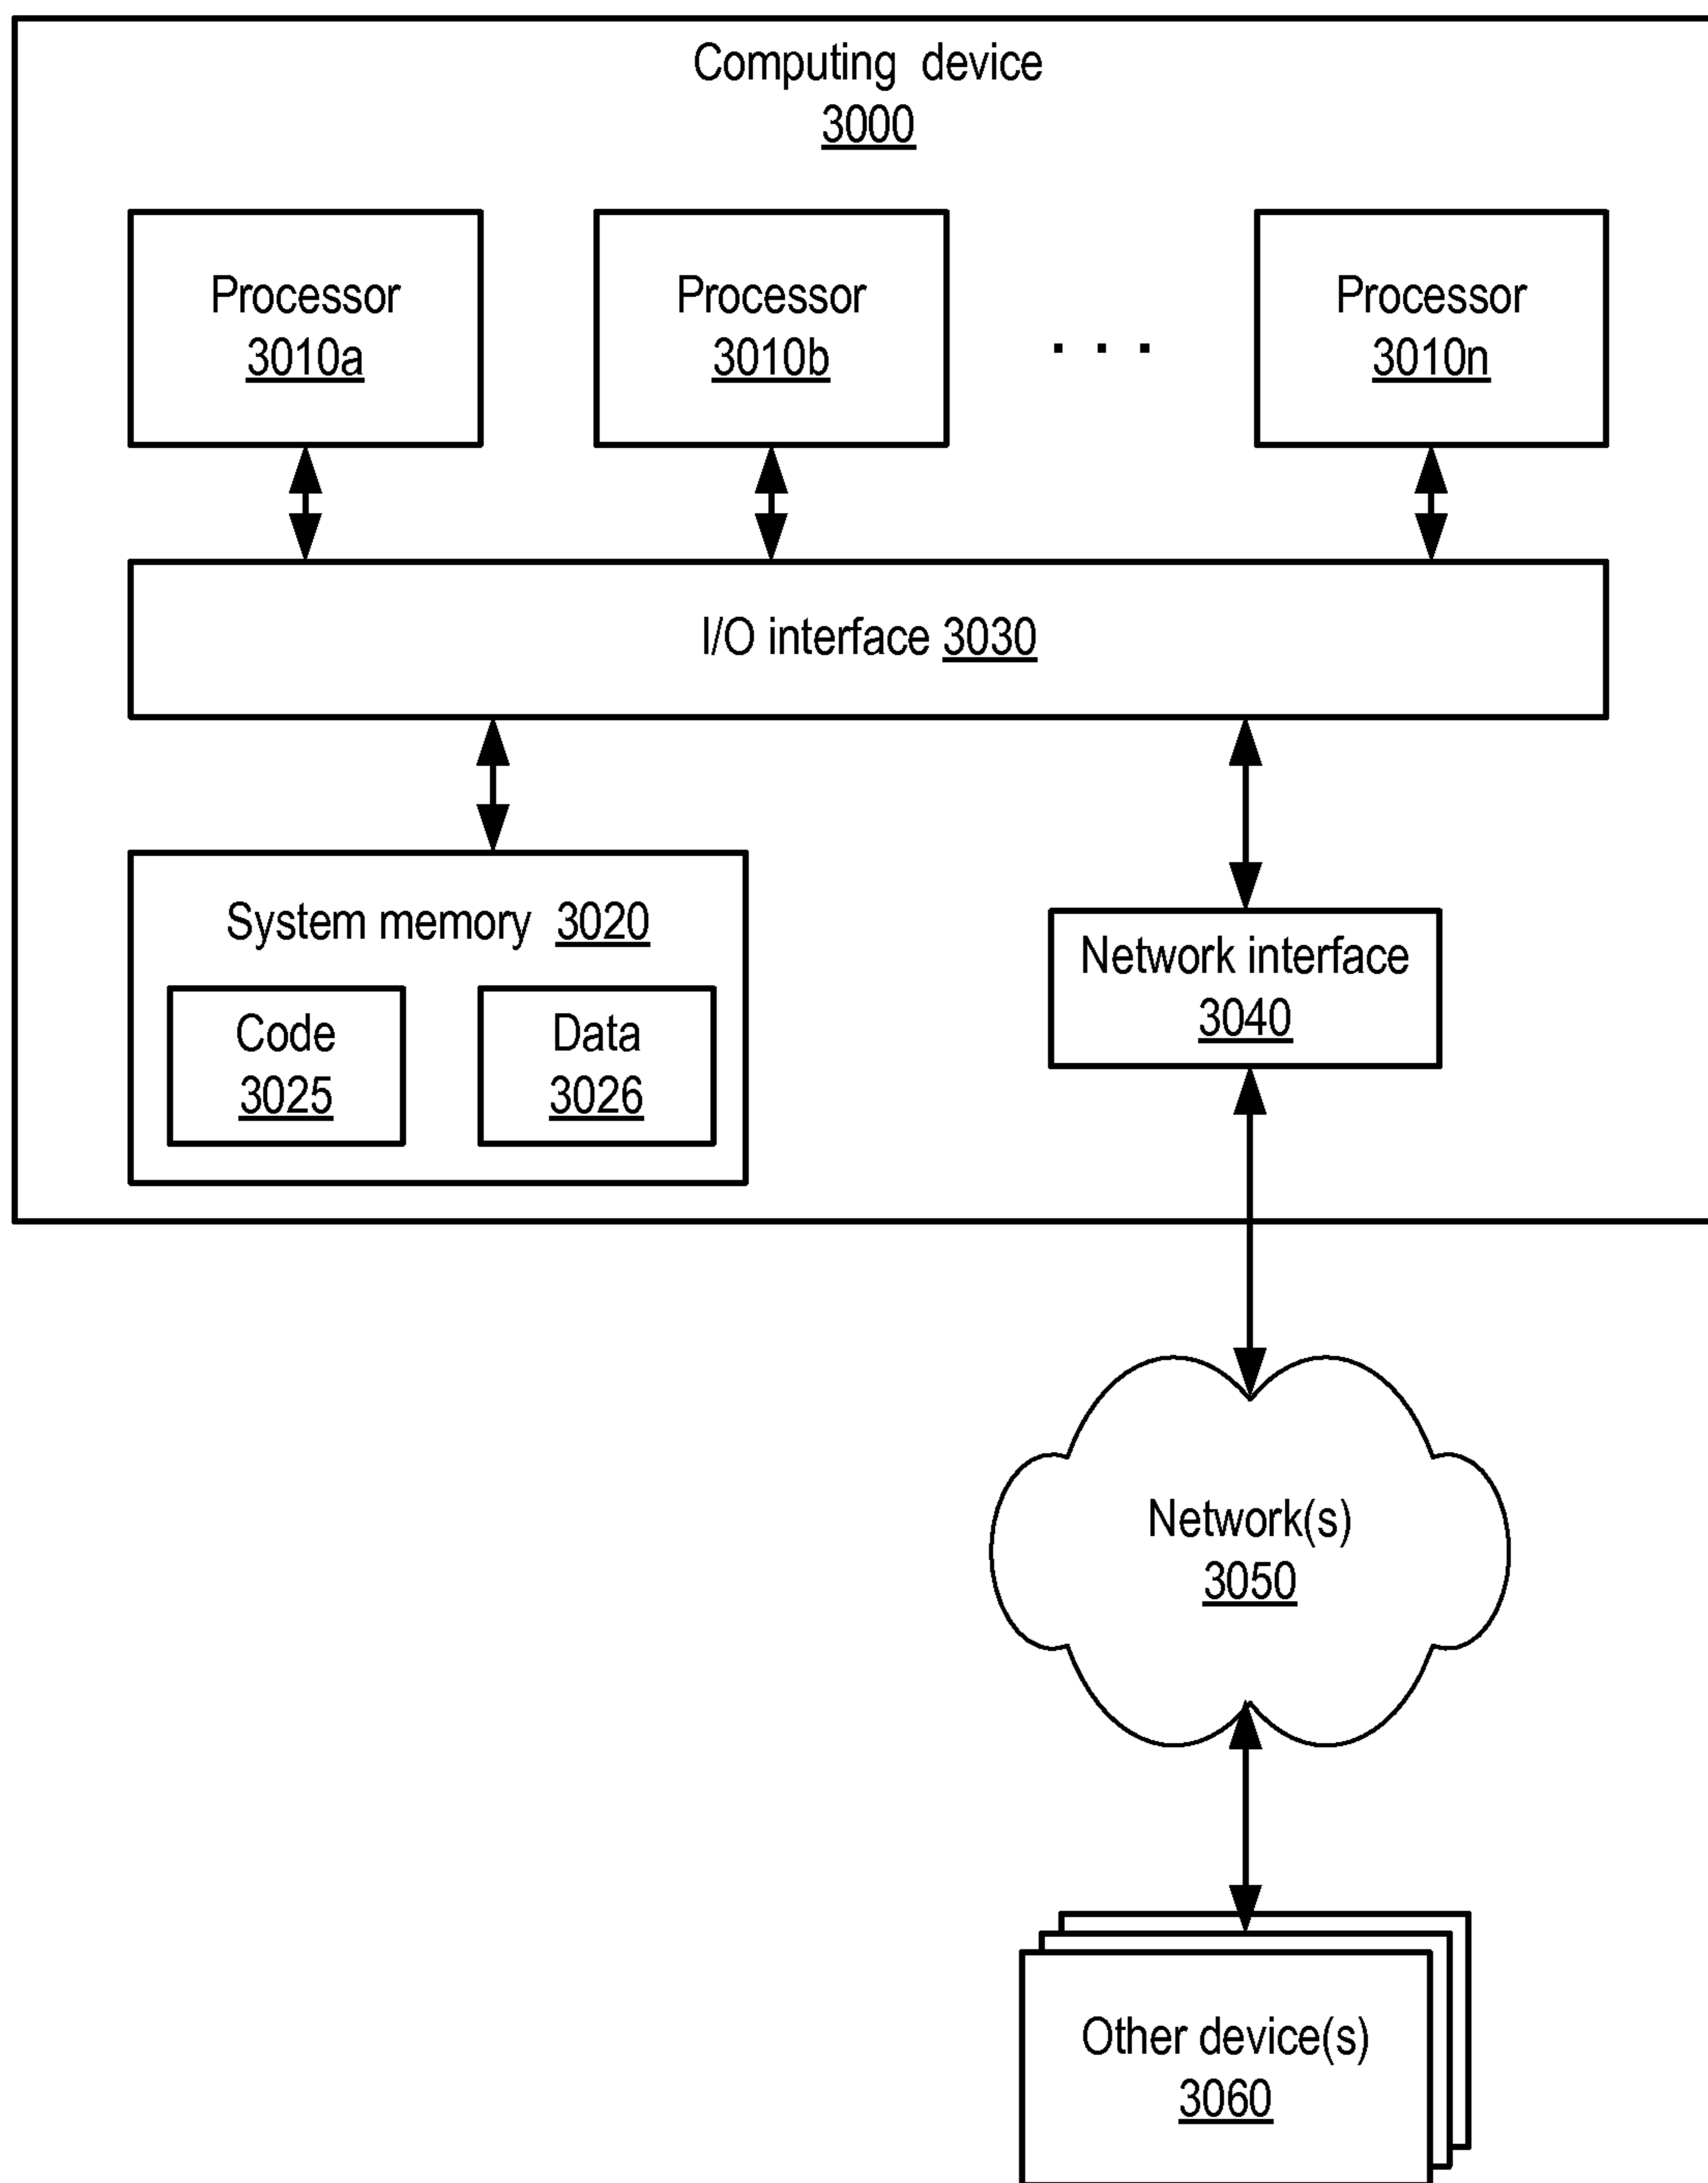 Computing device
3000
Processor
3010a
Processor
3010b
. . .
Processor
3010n
I/O interface 3030
System memory 3020
Code
3025
Data
3026
Network interface
3040
Network(s)
3050
Other device(s)
3060